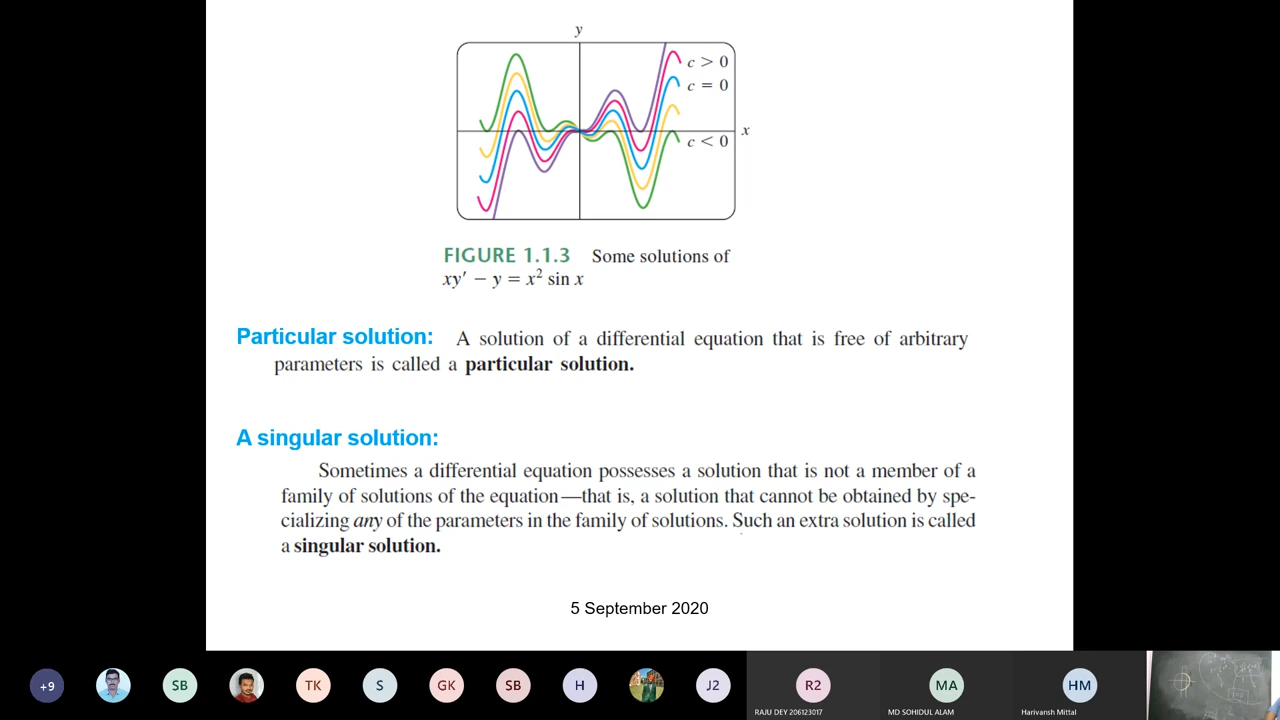 y
c > 0
c = 0
x
c < 0
FIGURE 1.1.3 Some solutions of
xy′ − y = x² sin x
Particular solution: A solution of a differential equation that is free of arbitrary
parameters is called a particular solution.
A singular solution:
Sometimes a differential equation possesses a solution that is not a member of a
family of solutions of the equation—that is, a solution that cannot be obtained by spe-
cializing any of the parameters in the family of solutions. Such an extra solution is called
a singular solution.
5 September 2020
+9 SB TK S GK SB H J2 R2 MA HM
RAJU DEY 206123017 MD SOHIDUL ALAM Harivansh Mittal